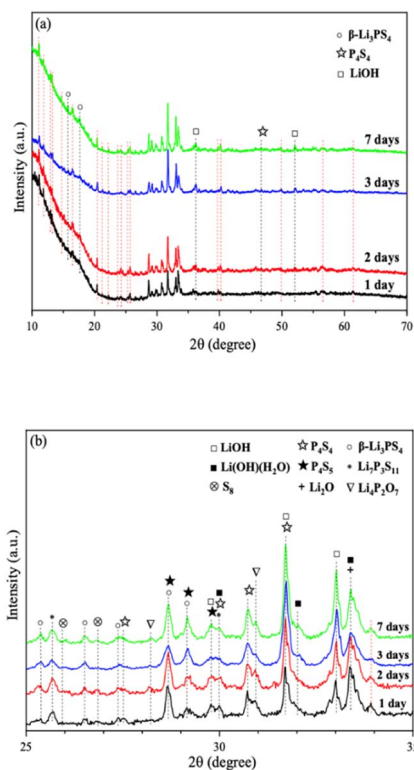 (a)
β-Li₃PS₄
P₄S₄
LiOH
7 days
3 days
2 days
1 day
Intensity (a.u.)
10 20 30 40 50 60 70
2θ (degree)
(b)
LiOH P₄S₄ β-Li₃PS₄
Li(OH)(H₂O) P₄S₅ Li₇P₃S₁₁
S₈ Li₂O Li₄P₂O₇
7 days
3 days
2 days
1 day
Intensity (a.u.)
25 30 35
2θ (degree)